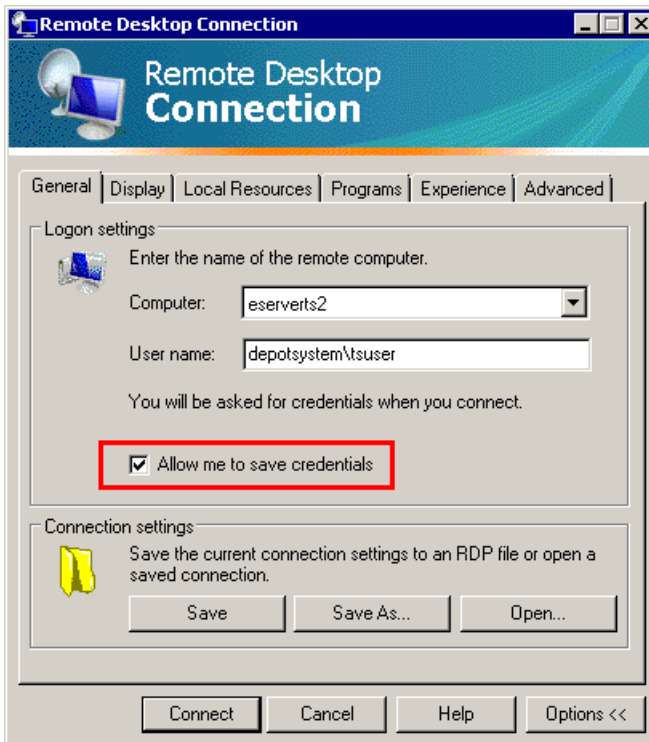 Remote Desktop Connection
Remote Desktop
Connection
General Display Local Resources Programs Experience Advanced
Logon settings
Enter the name of the remote computer.
Computer: eserverts2
User name: depotsystem\tsuser
You will be asked for credentials when you connect.
Allow me to save credentials
Connection settings
Save the current connection settings to an RDP file or open a
saved connection.
Save Save As... Open...
Connect Cancel Help Options <<